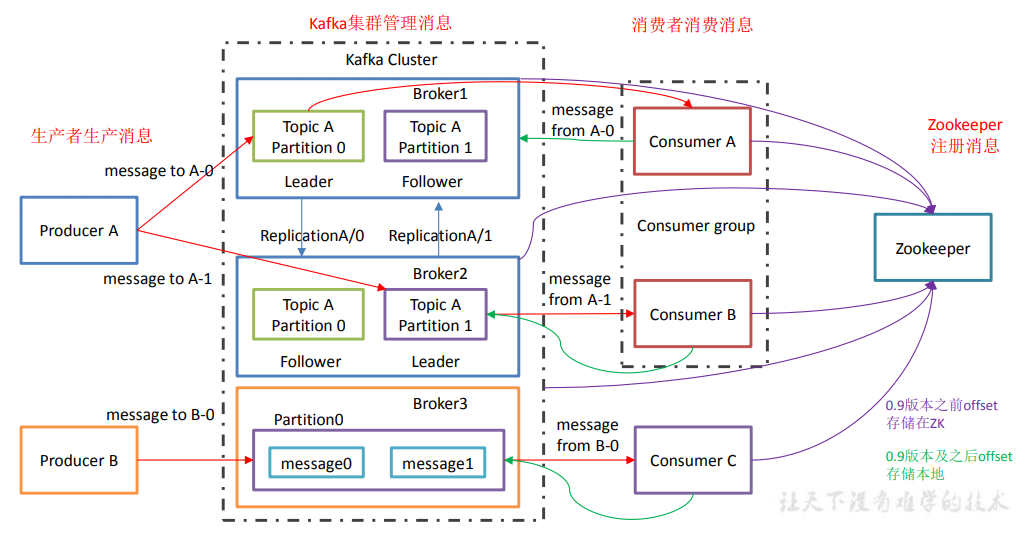 Kafka集群管理消息
消费者消费消息
Kafka Cluster
生产者生产消息
Zookeeper
注册消息
Broker1
Topic A
Partition 0
Topic A
Partition 1
Leader
Follower
message to A-0
message
from A-0
Consumer A
Producer A
ReplicationA/0
ReplicationA/1
Consumer group
Zookeeper
message to A-1
Broker2
Topic A
Partition 0
Topic A
Partition 1
Follower
Leader
message
from A-1
Consumer B
Broker3
Partition0
message0
message1
message to B-0
Producer B
message
from B-0
Consumer C
0.9版本之前offset
存储在ZK
0.9版本及之后offset
存储本地
让天下没有难学的技术